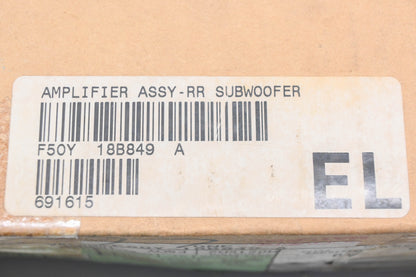 AMPLIFIER ASSY-RR SUBWOOFER
F50Y 18B849 A
EL
691615